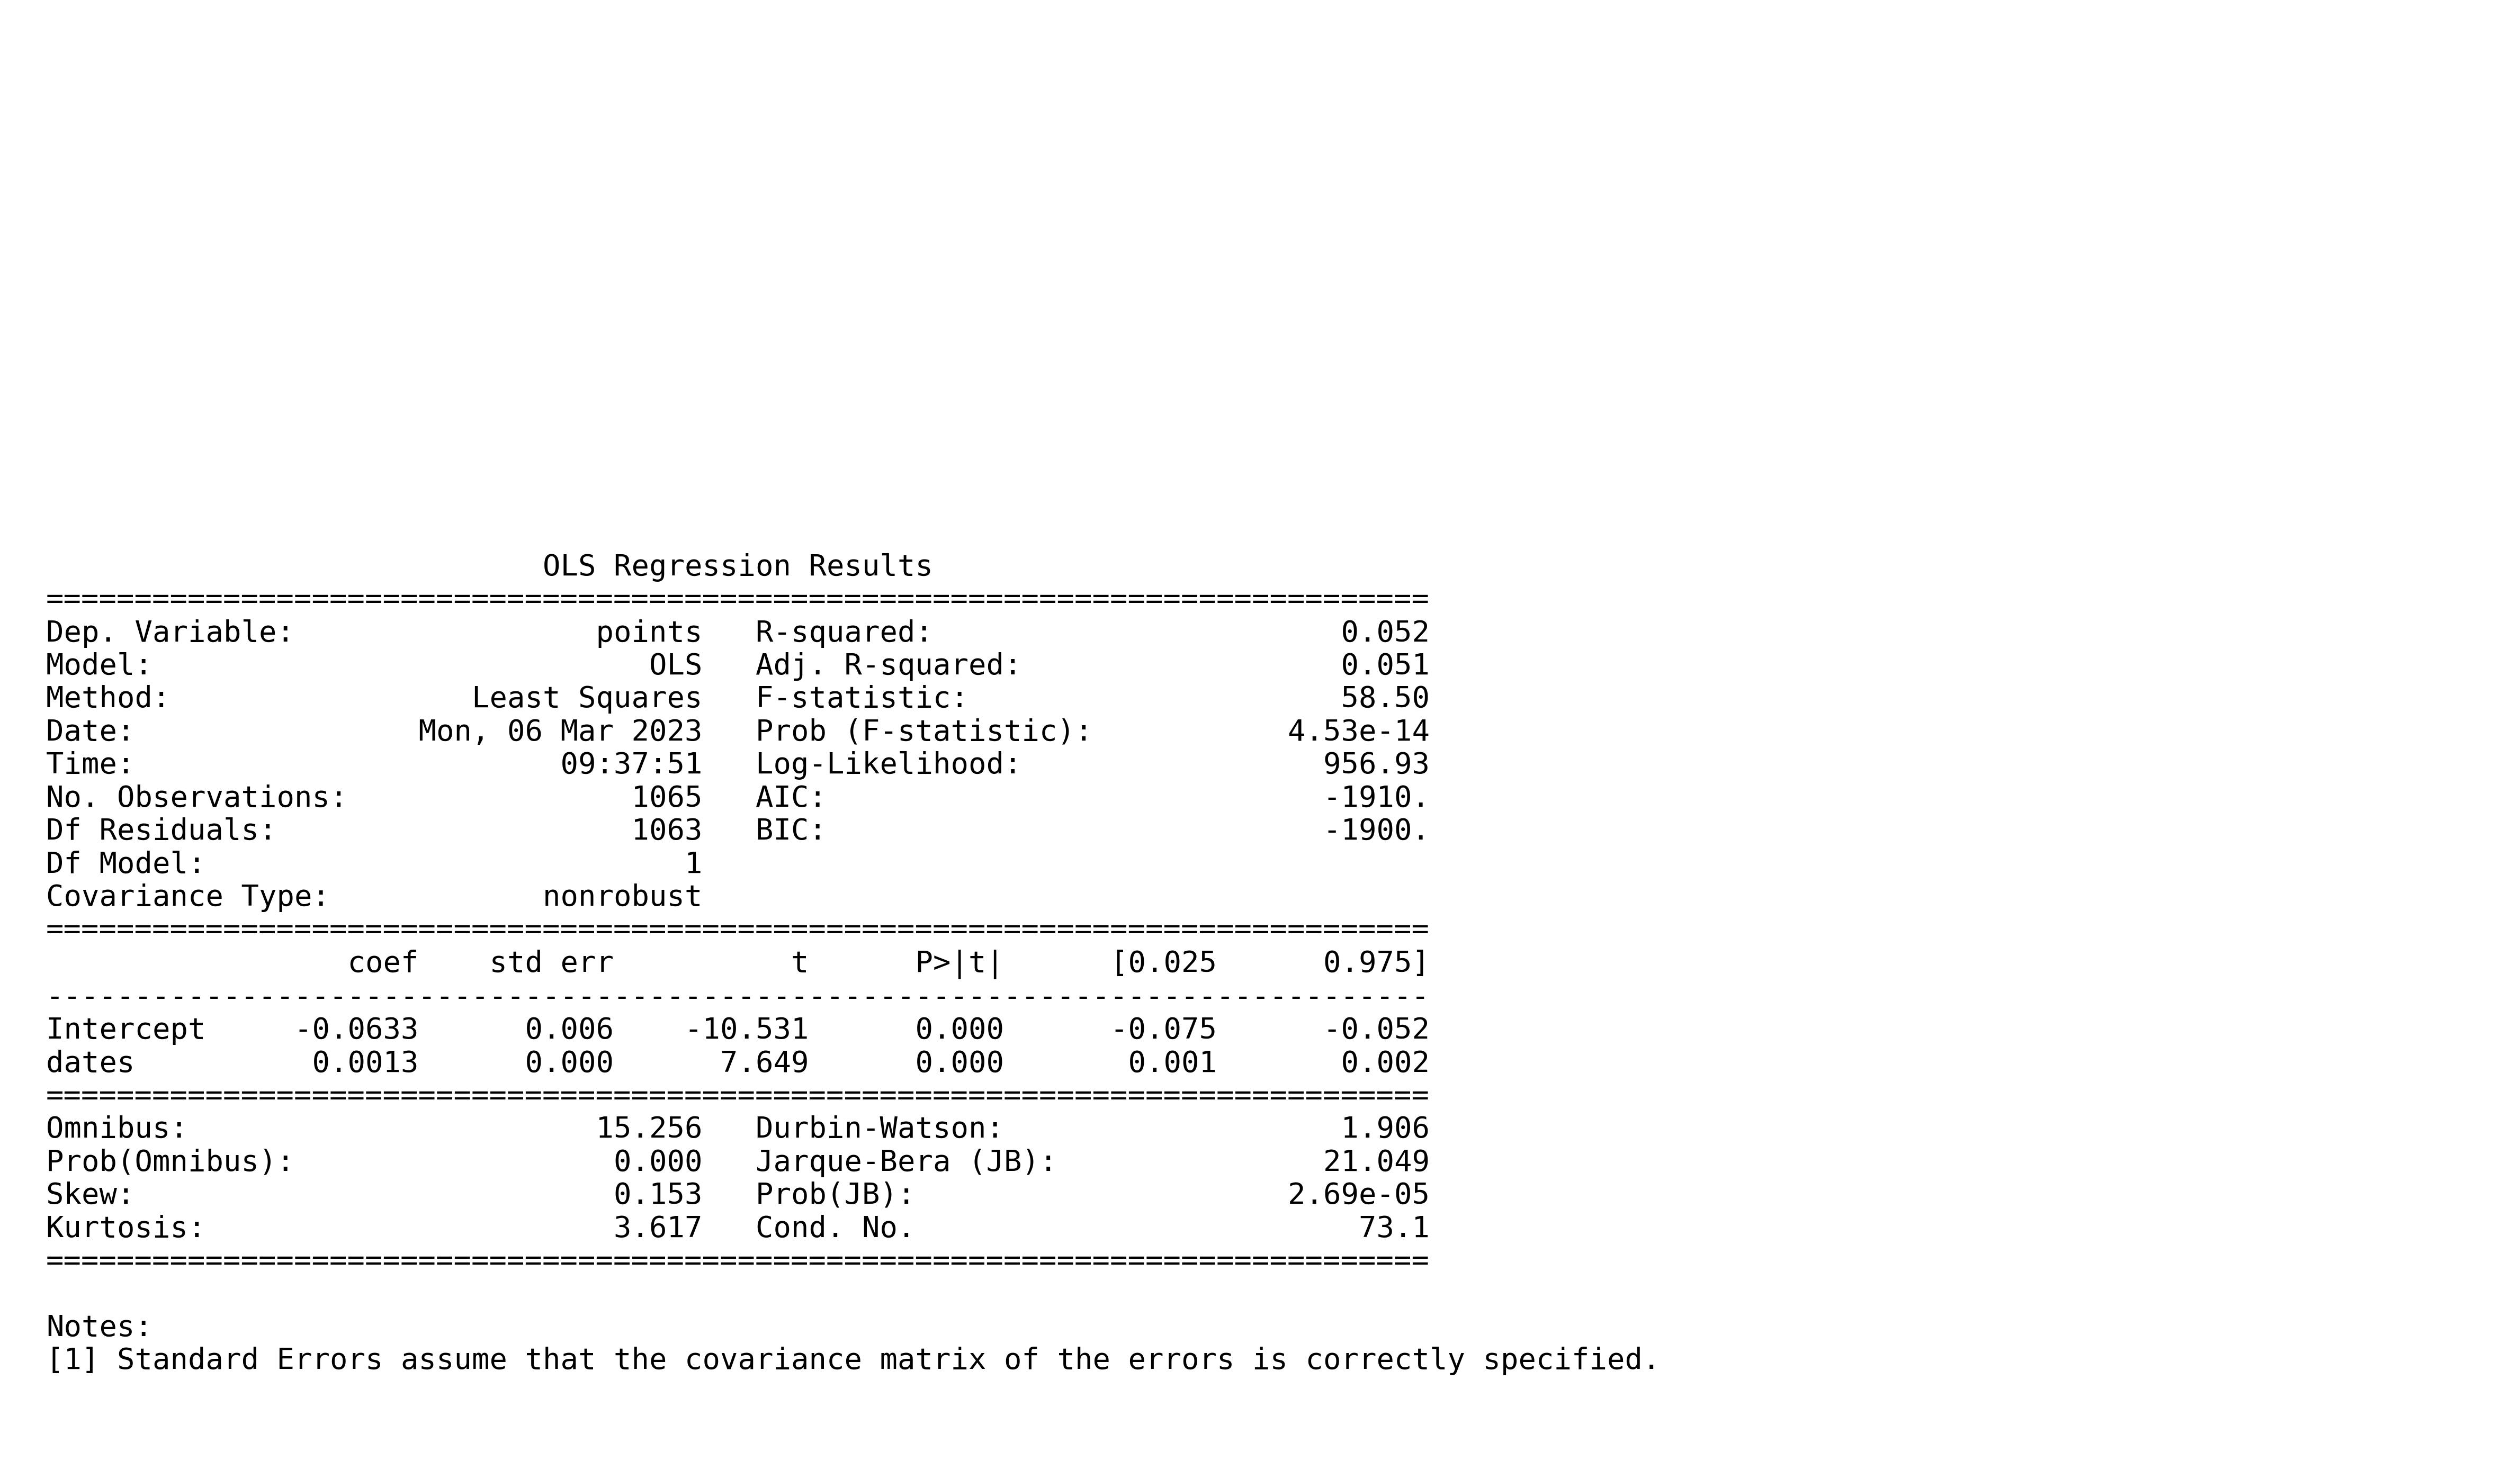 OLS Regression Results
==============================================================================
Dep. Variable:                 points   R-squared:                       0.052
Model:                            OLS   Adj. R-squared:                  0.051
Method:                 Least Squares   F-statistic:                     58.50
Date:                Mon, 06 Mar 2023   Prob (F-statistic):           4.53e-14
Time:                        09:37:51   Log-Likelihood:                 956.93
No. Observations:                1065   AIC:                            -1910.
Df Residuals:                    1063   BIC:                            -1900.
Df Model:                           1
Covariance Type:            nonrobust
==============================================================================
                 coef    std err          t      P>|t|      [0.025      0.975]
------------------------------------------------------------------------------
Intercept     -0.0633      0.006    -10.531      0.000      -0.075      -0.052
dates          0.0013      0.000      7.649      0.000       0.001       0.002
==============================================================================
Omnibus:                       15.256   Durbin-Watson:                   1.906
Prob(Omnibus):                  0.000   Jarque-Bera (JB):               21.049
Skew:                           0.153   Prob(JB):                     2.69e-05
Kurtosis:                       3.617   Cond. No.                         73.1
==============================================================================

Notes:
[1] Standard Errors assume that the covariance matrix of the errors is correctly specified.